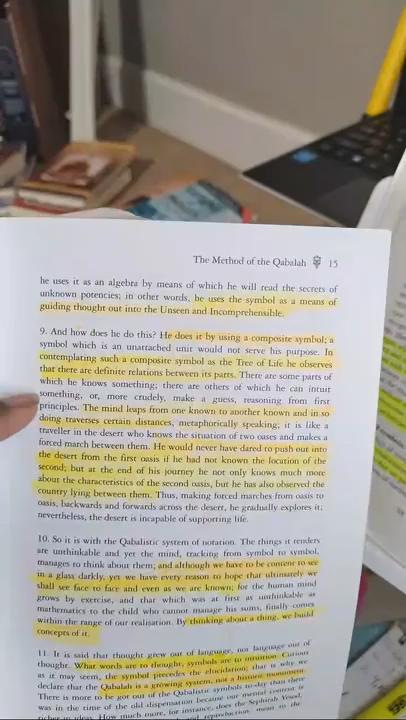 The Method of the Qabalah 15
he uses it as an algebra by means of which he will read the secrets of
unknown potencies; in other words, he uses the symbol as a means of
guiding thought out into the Unseen and Incomprehensible.
9. And how does he do this? He does it by using a composite symbol; a
symbol which is an unattached unit would not serve his purpose. In
contemplating such a composite symbol as the Tree of Life he observes
that there are definite relations between its parts. There are some parts of
which he knows something; there are others of which he can intuit
something, or, more crudely, make a guess, reasoning from first
principles. The mind leaps from one known to another known and in so
doing traverses certain distances, metaphorically speaking; it is like a
traveller in the desert who knows the situation of two oases and makes a
forced march between them. He would never have dared to push out into
the desert from the first oasis if he had not known the location of the
second; but at the end of his journey he not only knows much more
about the characteristics of the second oasis, but he has also observed the
country lying between them. Thus, making forced marches from oasis to
oasis, backwards and forwards across the desert, he gradually explores it;
nevertheless, the desert is incapable of supporting life.
10. So it is with the Qabalistic system of notation. The things it renders
are unthinkable and yet the mind, tracking from symbol to symbol,
manages to think about them; and although we have to be content to see
in a glass darkly, yet we have every reason to hope that ultimately we
shall see face to face and even as we are known; for the human mind
grows by exercise, and that which was at first as unthinkable as
mathematics to the child who cannot manage his sums, finally comes
within the range of our realisation. By thinking about a thing, we build
concepts of it.
11. It is said that thought grew out of language, not language out of
thought. What words are to thought, symbols are to intuition. Curious
as it may seem, the symbol precedes the elucidation; that is why we
declare that the Qabalah is a growing system, not a historic monument.
There is more to be got out of the Qabalistic symbols to-day than there
was in the time of the old dispensation because our mental content is
richer in ideas. How much more, for instance, does the Sephirah Yesod,
and reproduction mean to the